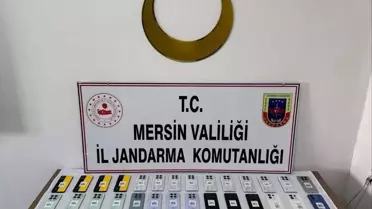 T.C.
MERSİN VALİLİĞİ
İL JANDARMA KOMUTANLIĞI